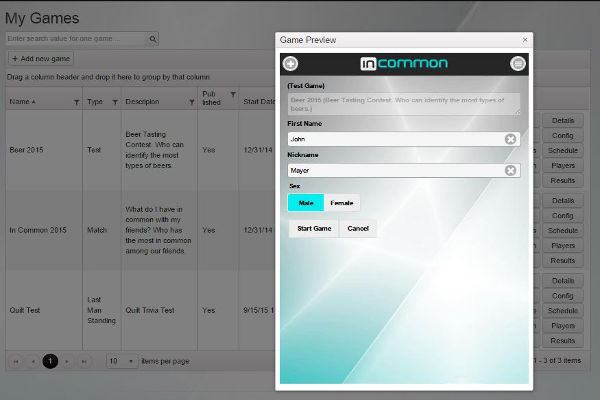 My Games
Enter search value for one game ...
+ Add new game
Drag a column header and drop it here to group by that column
Name Type Description Pub lished Start Date
Beer 2015 Test Beer Tasting Contest. Who can identify the most types of beers. Yes 12/31/14
In Common 2015 Match What do I have in common with my friends? Who has the most in common among our friends. Yes 12/31/14
Quilt Test Last Man Standing Quilt Trivia Test Yes 9/15/15 1
1 10 items per page
Game Preview ×
incommon
(Test Game)
Beer 2015 (Beer Tasting Contest. Who can identify the most types of
beers.)
First Name
John
Nickname
Mayer
Sex
Male Female
Start Game Cancel
Details
Config
Schedule
Players
Results
Details
Config
Schedule
Players
Results
Details
Config
Schedule
Players
Results
1 - 3 of 3 items